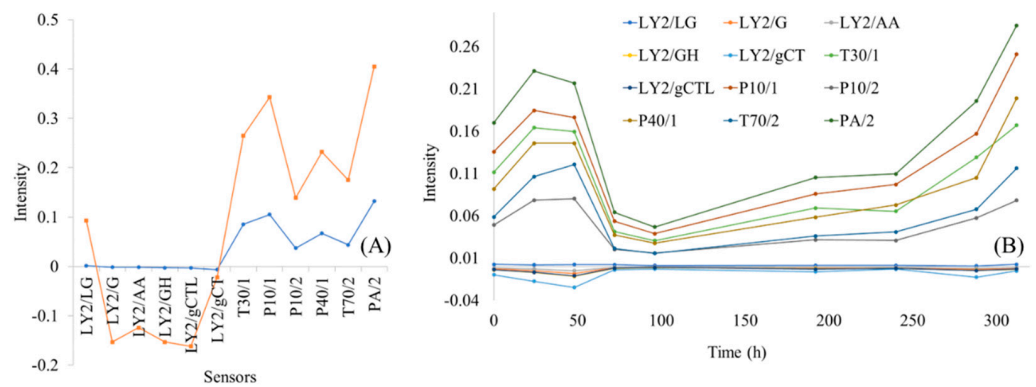 0.5
0.4
0.3
0.2
0.1
0
-0.1
-0.2
Intensity
LY2/LG
LY2/G
LY2/AA
LY2/GH
LY2/gCTL
LY2/gCT
T30/1
P10/1
P10/2
P40/1
T70/2
PA/2
(A)
Sensors
0.26
0.21
0.16
0.11
0.06
0.01
-0.04
Intensity
LY2/LG LY2/G LY2/AA
LY2/GH LY2/gCT T30/1
LY2/gCTL P10/1 P10/2
P40/1 T70/2 PA/2
(B)
0 50 100 150 200 250 300
Time (h)